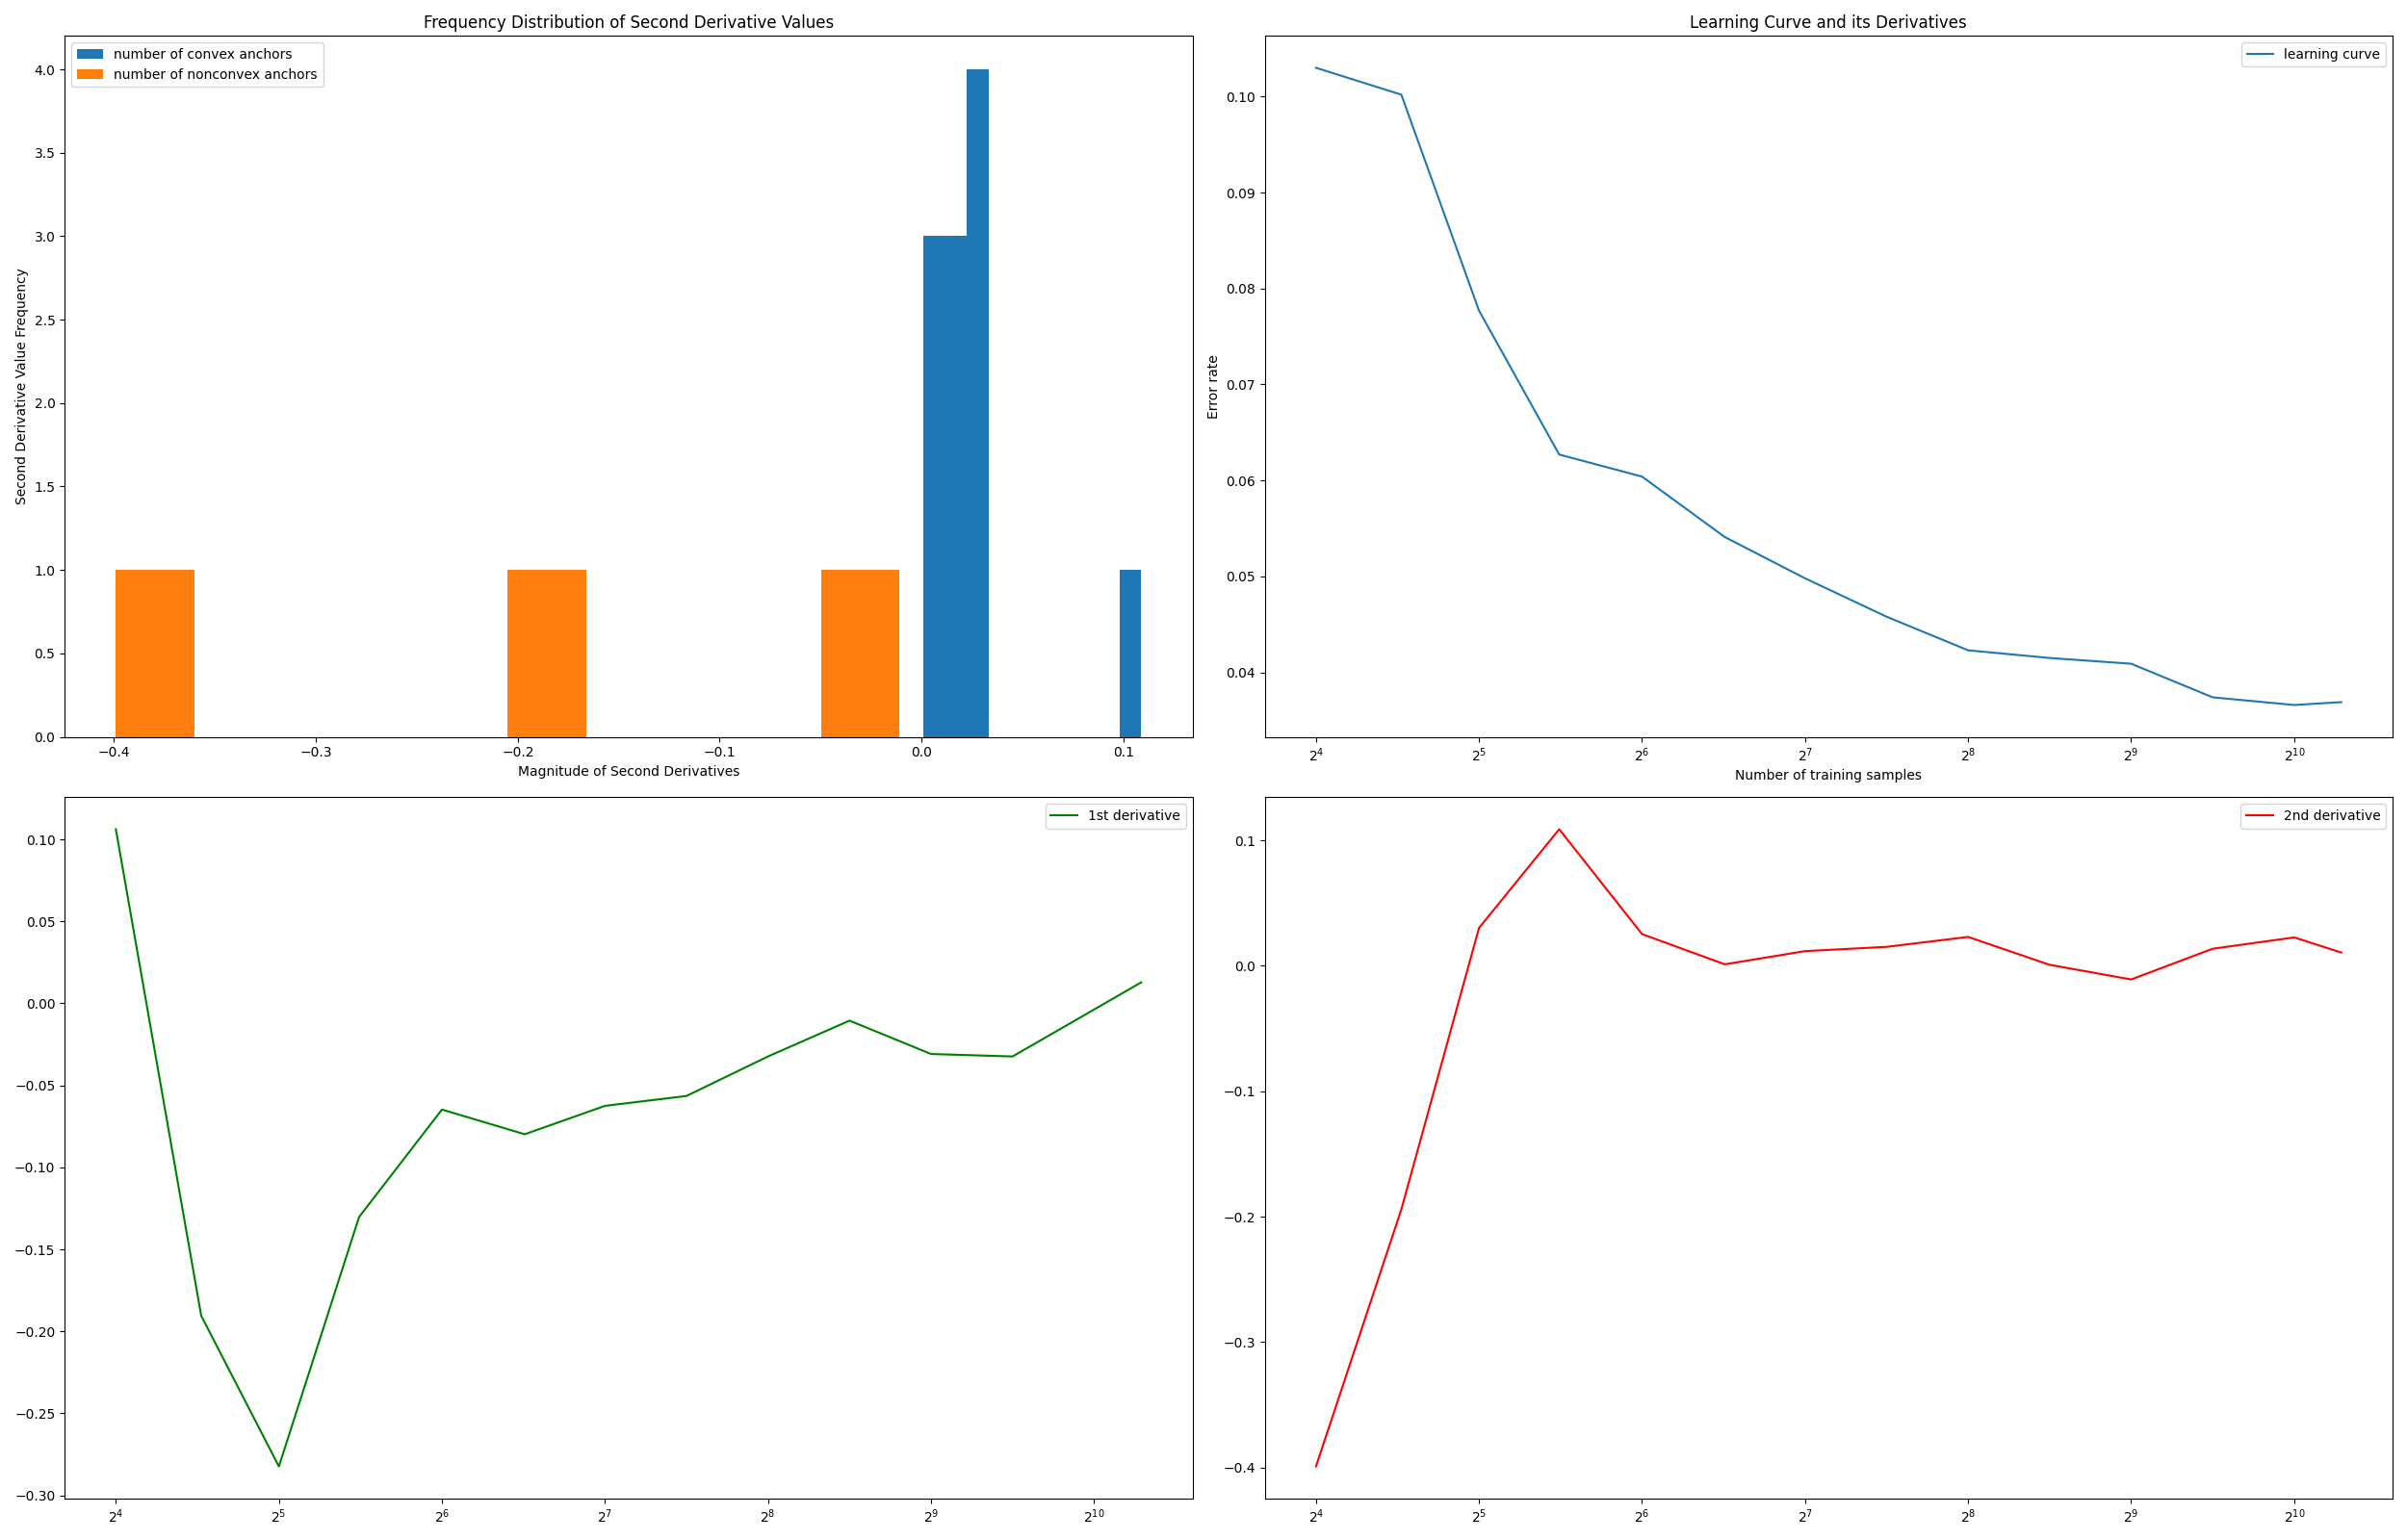 Frequency Distribution of Second Derivative Values
number of convex anchors
number of nonconvex anchors
Second Derivative Value Frequency
4.0
3.5
3.0
2.5
2.0
1.5
1.0
0.5
0.0
−0.4 −0.3 −0.2 −0.1 0.0 0.1
Magnitude of Second Derivatives
Learning Curve and its Derivatives
learning curve
Error rate
0.10
0.09
0.08
0.07
0.06
0.05
0.04
2⁴ 2⁵ 2⁶ 2⁷ 2⁸ 2⁹ 2¹⁰
Number of training samples
1st derivative
0.10
0.05
0.00
−0.05
−0.10
−0.15
−0.20
−0.25
−0.30
2⁴ 2⁵ 2⁶ 2⁷ 2⁸ 2⁹ 2¹⁰
2nd derivative
0.1
0.0
−0.1
−0.2
−0.3
−0.4
2⁴ 2⁵ 2⁶ 2⁷ 2⁸ 2⁹ 2¹⁰